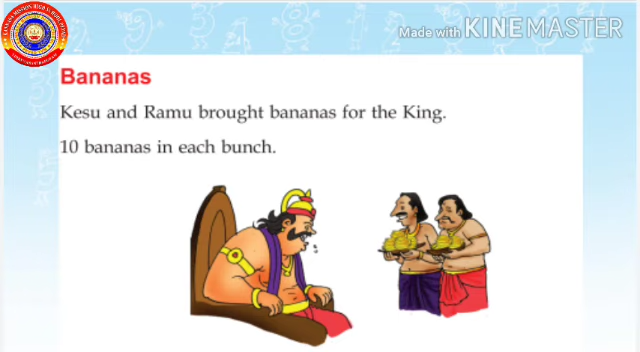 Made with KINEMASTER
Bananas
Kesu and Ramu brought bananas for the King.
10 bananas in each bunch.